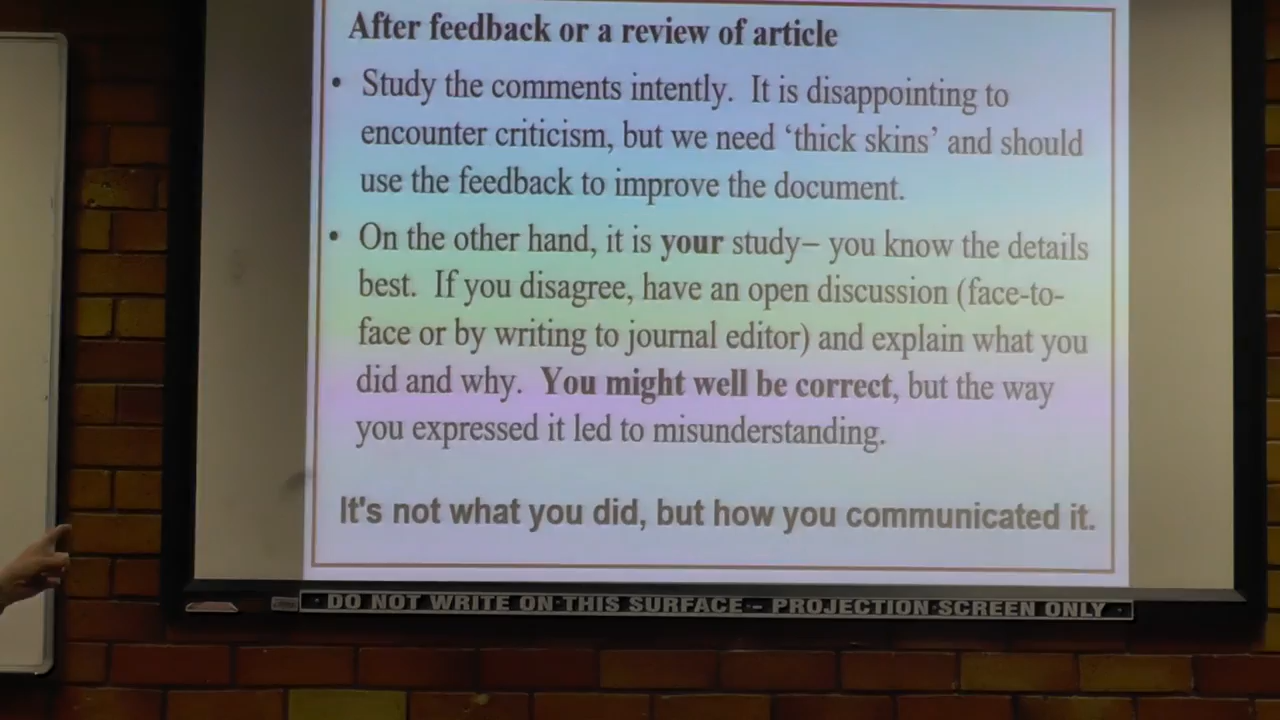 After feedback or a review of article
• Study the comments intently. It is disappointing to
encounter criticism, but we need ‘thick skins’ and should
use the feedback to improve the document.
• On the other hand, it is your study– you know the details
best. If you disagree, have an open discussion (face-to-
face or by writing to journal editor) and explain what you
did and why. You might well be correct, but the way
you expressed it led to misunderstanding.
It's not what you did, but how you communicated it.
· DO NOT WRITE ON THIS SURFACE – PROJECTION SCREEN ONLY ·